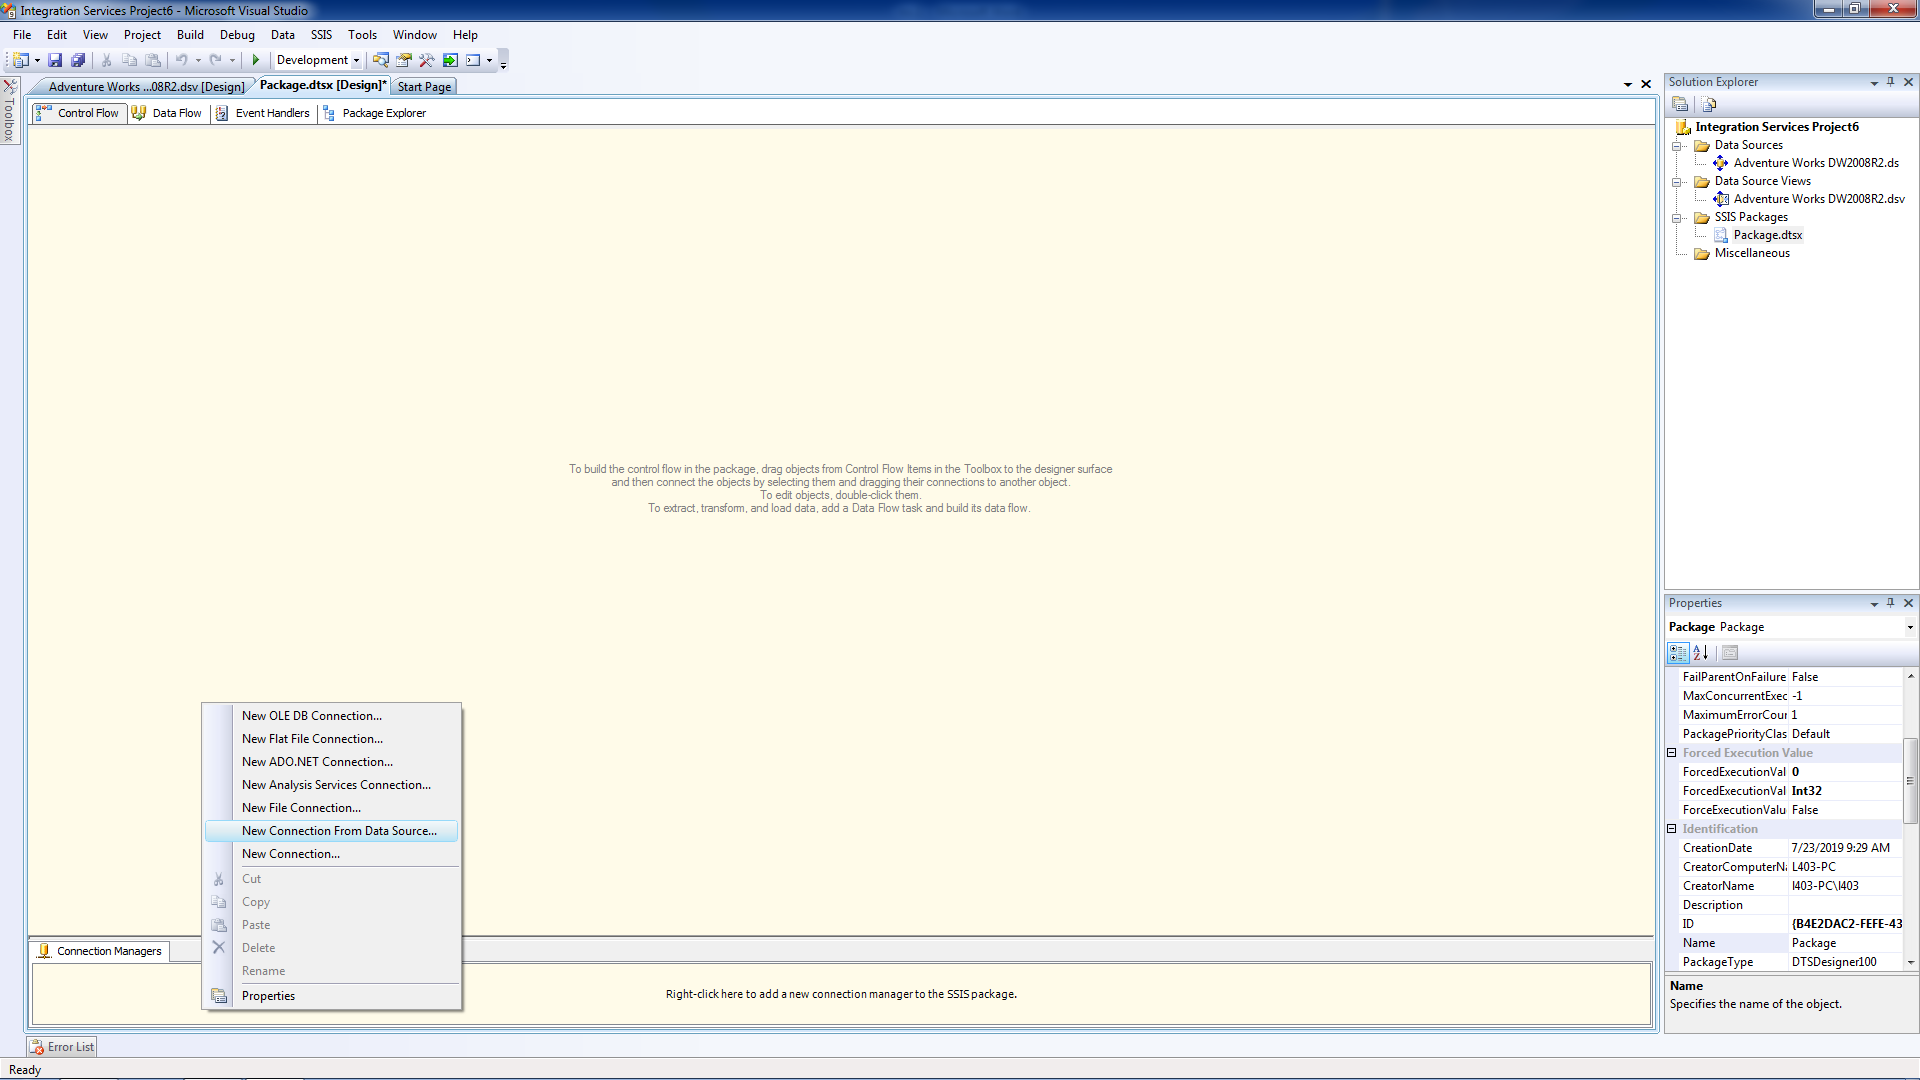 Integration Services Project6 - Microsoft Visual Studio
File Edit View Project Build Debug Data SSIS Tools Window Help
Development
Adventure Works ...08R2.dsv [Design] Package.dtsx [Design]* Start Page
Toolbox
Control Flow Data Flow Event Handlers Package Explorer
To build the control flow in the package, drag objects from Control Flow Items in the Toolbox to the designer surface
and then connect the objects by selecting them and dragging their connections to another object.
To edit objects, double-click them.
To extract, transform, and load data, add a Data Flow task and build its data flow.
New OLE DB Connection...
New Flat File Connection...
New ADO.NET Connection...
New Analysis Services Connection...
New File Connection...
New Connection From Data Source...
New Connection...
Cut
Copy
Paste
Delete
Rename
Properties
Connection Managers
Right-click here to add a new connection manager to the SSIS package.
Error List
Ready
Solution Explorer
Integration Services Project6
Data Sources
Adventure Works DW2008R2.ds
Data Source Views
Adventure Works DW2008R2.dsv
SSIS Packages
Package.dtsx
Miscellaneous
Properties
Package Package
FailParentOnFailure False
MaxConcurrentExec -1
MaximumErrorCour 1
PackagePriorityClas Default
Forced Execution Value
ForcedExecutionVal 0
ForcedExecutionVal Int32
ForceExecutionValu False
Identification
CreationDate 7/23/2019 9:29 AM
CreatorComputerNa L403-PC
CreatorName l403-PC\l403
Description
ID {B4E2DAC2-FEFE-43
Name Package
PackageType DTSDesigner100
Name
Specifies the name of the object.